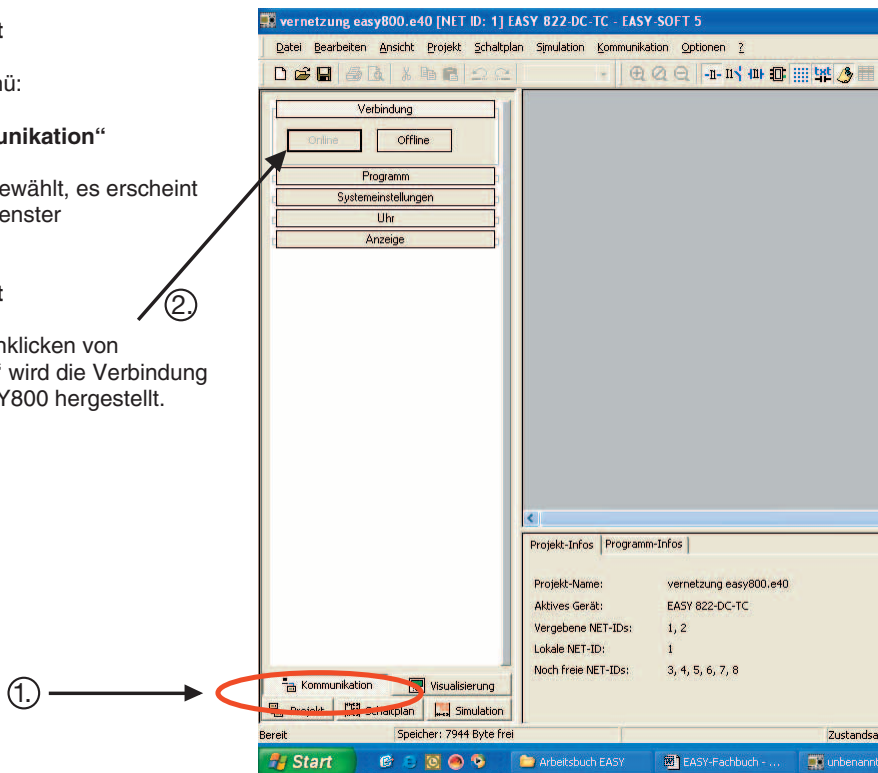 t
nü:
unikation“
ewählt, es erscheint
enster
t
nklicken von
“ wird die Verbindung
Y800 hergestellt.
2.
1.
vernetzung easy800.e40 [NET ID: 1] EASY 822-DC-TC - EASY-SOFT 5
Datei Bearbeiten Ansicht Projekt Schaltplan Simulation Kommunikation Optionen ?
Verbindung
Online Offline
Programm
Systemeinstellungen
Uhr
Anzeige
Projekt-Infos Programm-Infos
Projekt-Name: vernetzung easy800.e40
Aktives Gerät: EASY 822-DC-TC
Vergebene NET-IDs: 1, 2
Lokale NET-ID: 1
Noch freie NET-IDs: 3, 4, 5, 6, 7, 8
Kommunikation Visualisierung
Projekt Schaltplan Simulation
Bereit Speicher: 7944 Byte frei Zustandsa
Start Arbeitsbuch EASY EASY-Fachbuch - ... unbenannt